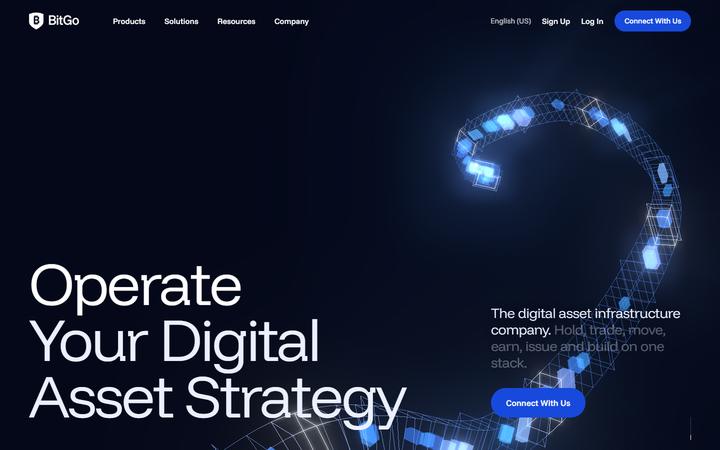 BitGo
Products
Solutions
Resources
Company
English (US)
Sign Up
Log In
Connect With Us
Operate
Your Digital
Asset Strategy
The digital asset infrastructure
company. Hold, trade, move,
earn, issue and build on one
stack.
Connect With Us